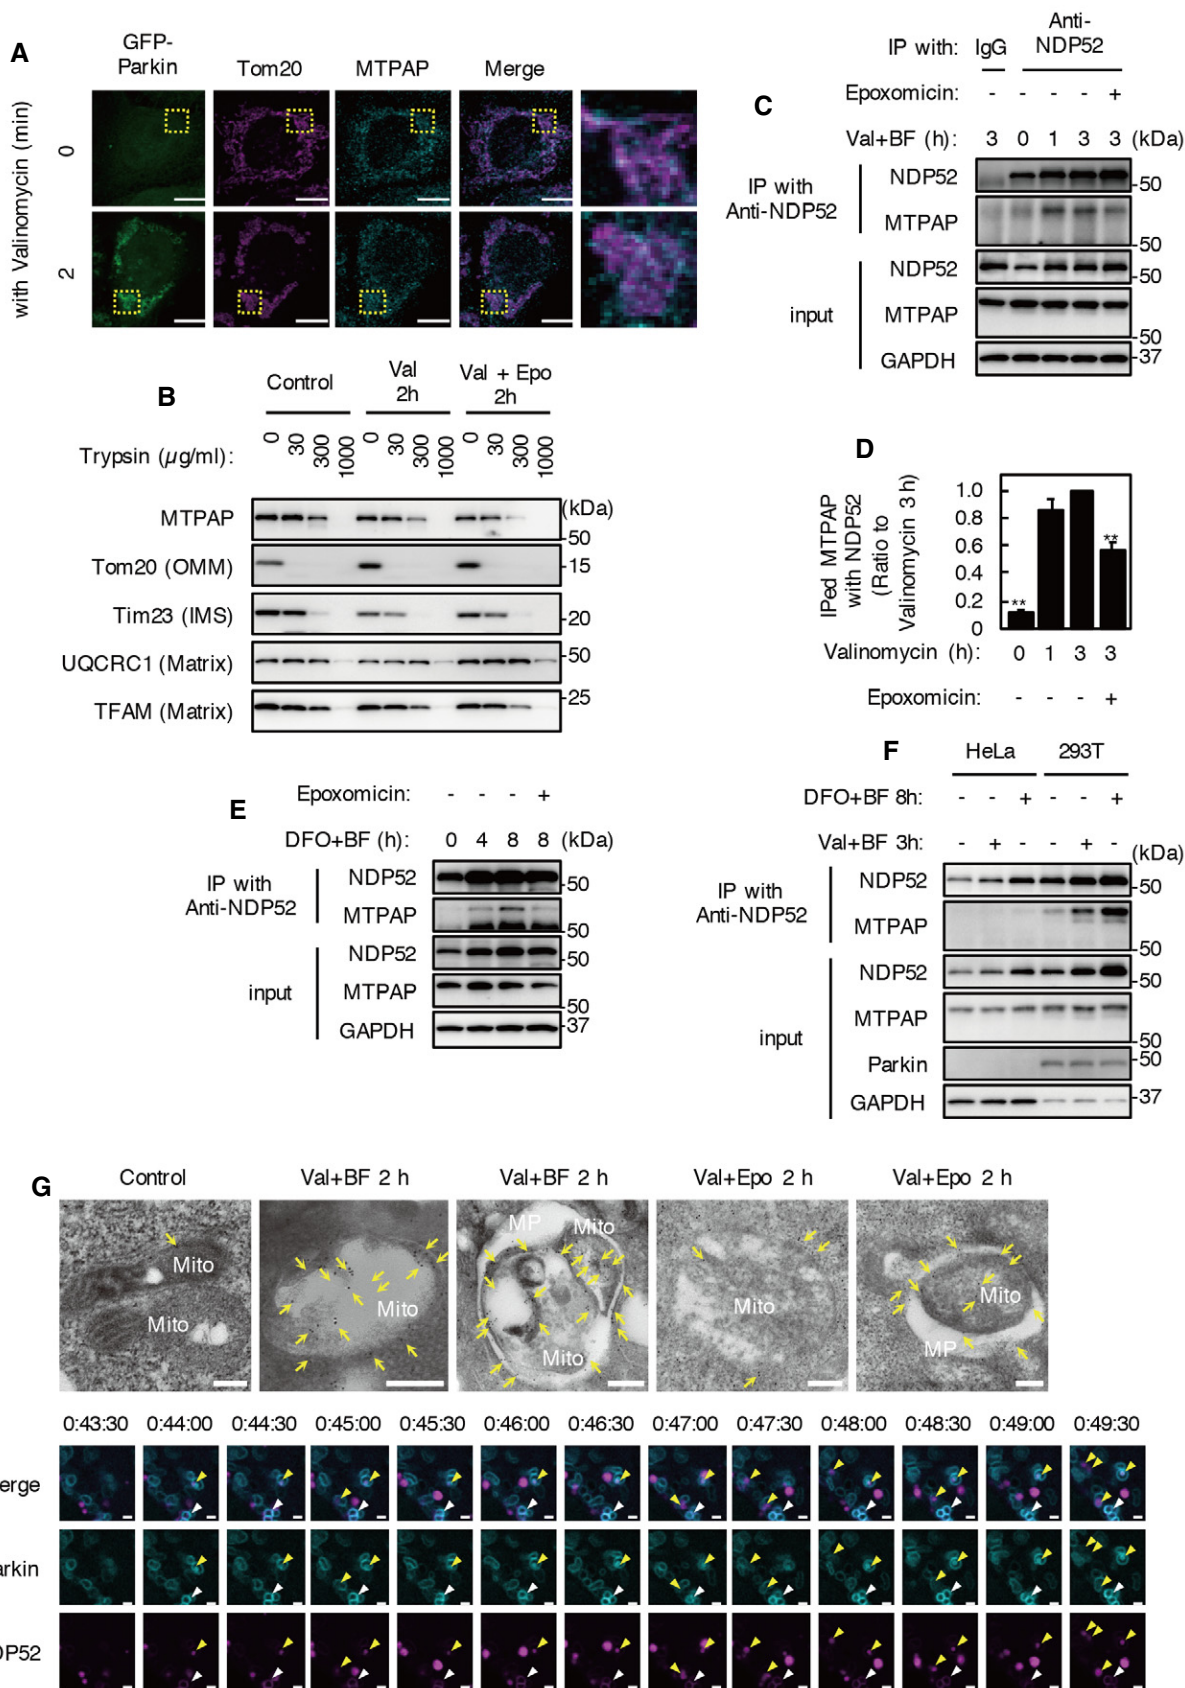 A
GFP-
Parkin
Tom20
MTPAP
Merge
with Valinomycin (min)
0
2
C
IP with:
IgG
Anti-
NDP52
Epoxomicin:
- - - - +
Val+BF (h):
3 0 1 3 3 (kDa)
IP with
Anti-NDP52
NDP52
50
MTPAP
50
input
NDP52
50
MTPAP
50
GAPDH
37
B
Control
Val
2h
Val + Epo
2h
Trypsin (µg/ml):
0 30 300 1000 0 30 300 1000 0 30 300 1000
(kDa)
MTPAP
50
Tom20 (OMM)
15
Tim23 (IMS)
20
UQCRC1 (Matrix)
50
TFAM (Matrix)
25
D
IPed MTPAP
with NDP52
(Ratio to
Valinomycin 3 h)
1.0
0.8
0.6
0.4
0.2
0
**
**
Valinomycin (h):
0 1 3 3
Epoxomicin:
- - - +
E
Epoxomicin:
- - - +
DFO+BF (h):
0 4 8 8 (kDa)
IP with
Anti-NDP52
NDP52
50
MTPAP
50
input
NDP52
50
MTPAP
50
GAPDH
37
F
HeLa
293T
DFO+BF 8h:
- - + - - +
Val+BF 3h:
- + - - + -
(kDa)
IP with
Anti-NDP52
NDP52
50
MTPAP
50
input
NDP52
50
MTPAP
50
Parkin
50
GAPDH
37
G
Control
Val+BF 2 h
Val+BF 2 h
Val+Epo 2 h
Val+Epo 2 h
Mito
Mito
Mito
MP
Mito
Mito
Mito
Mito
MP
0:43:30 0:44:00 0:44:30 0:45:00 0:45:30 0:46:00 0:46:30 0:47:00 0:47:30 0:48:00 0:48:30 0:49:00 0:49:30
erge
arkin
DP52